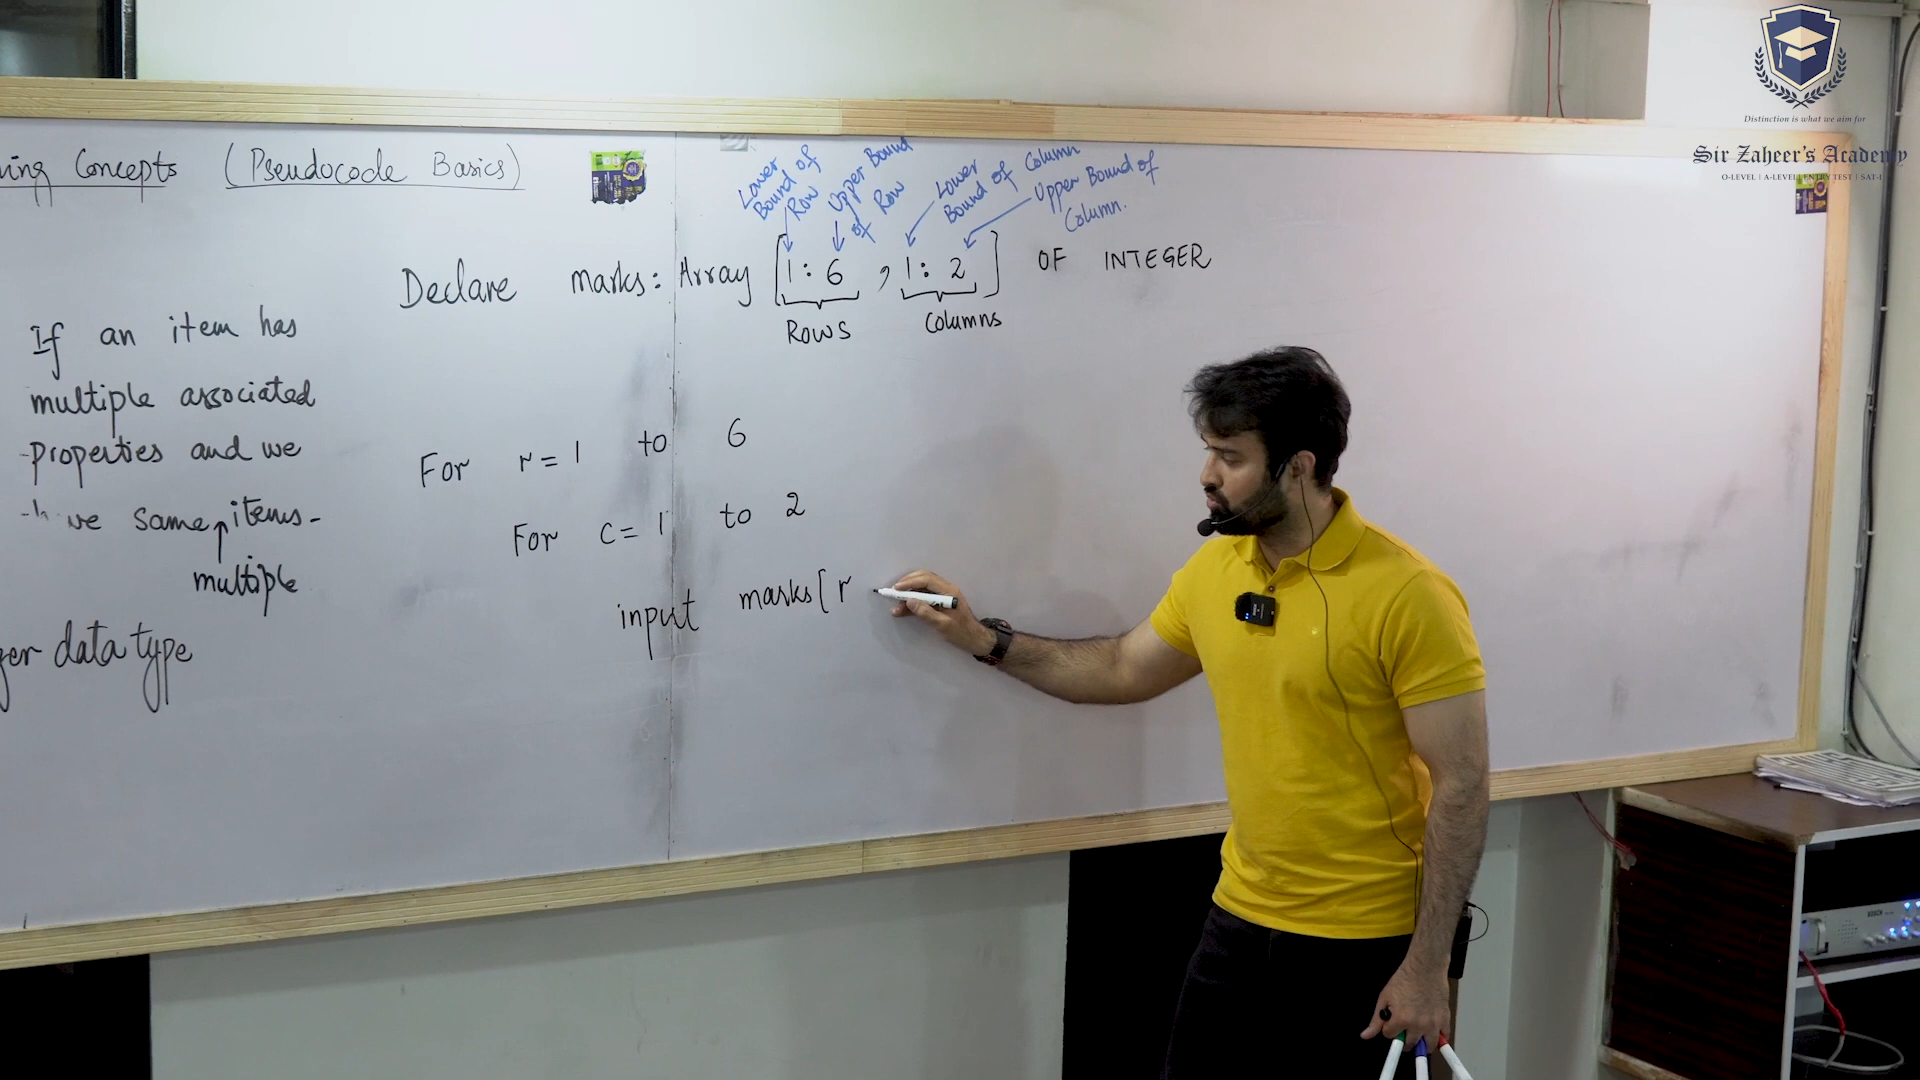 Distinction is what we aim for
Sir Zaheer's Academy
O-LEVEL | A-LEVEL | ENTRY TEST | SAT-I
ing Concepts (Pseudocode Basics)
Lower Bound of Row
Upper Bound of Row
Lower Bound of Column
Upper Bound of Column.
Declare marks: Array [1:6, 1:2] OF INTEGER
Rows
Columns
If an item has
multiple associated
properties and we
same items-
multiple
data type
For r=1 to 6
For c=1 to 2
input marks[r